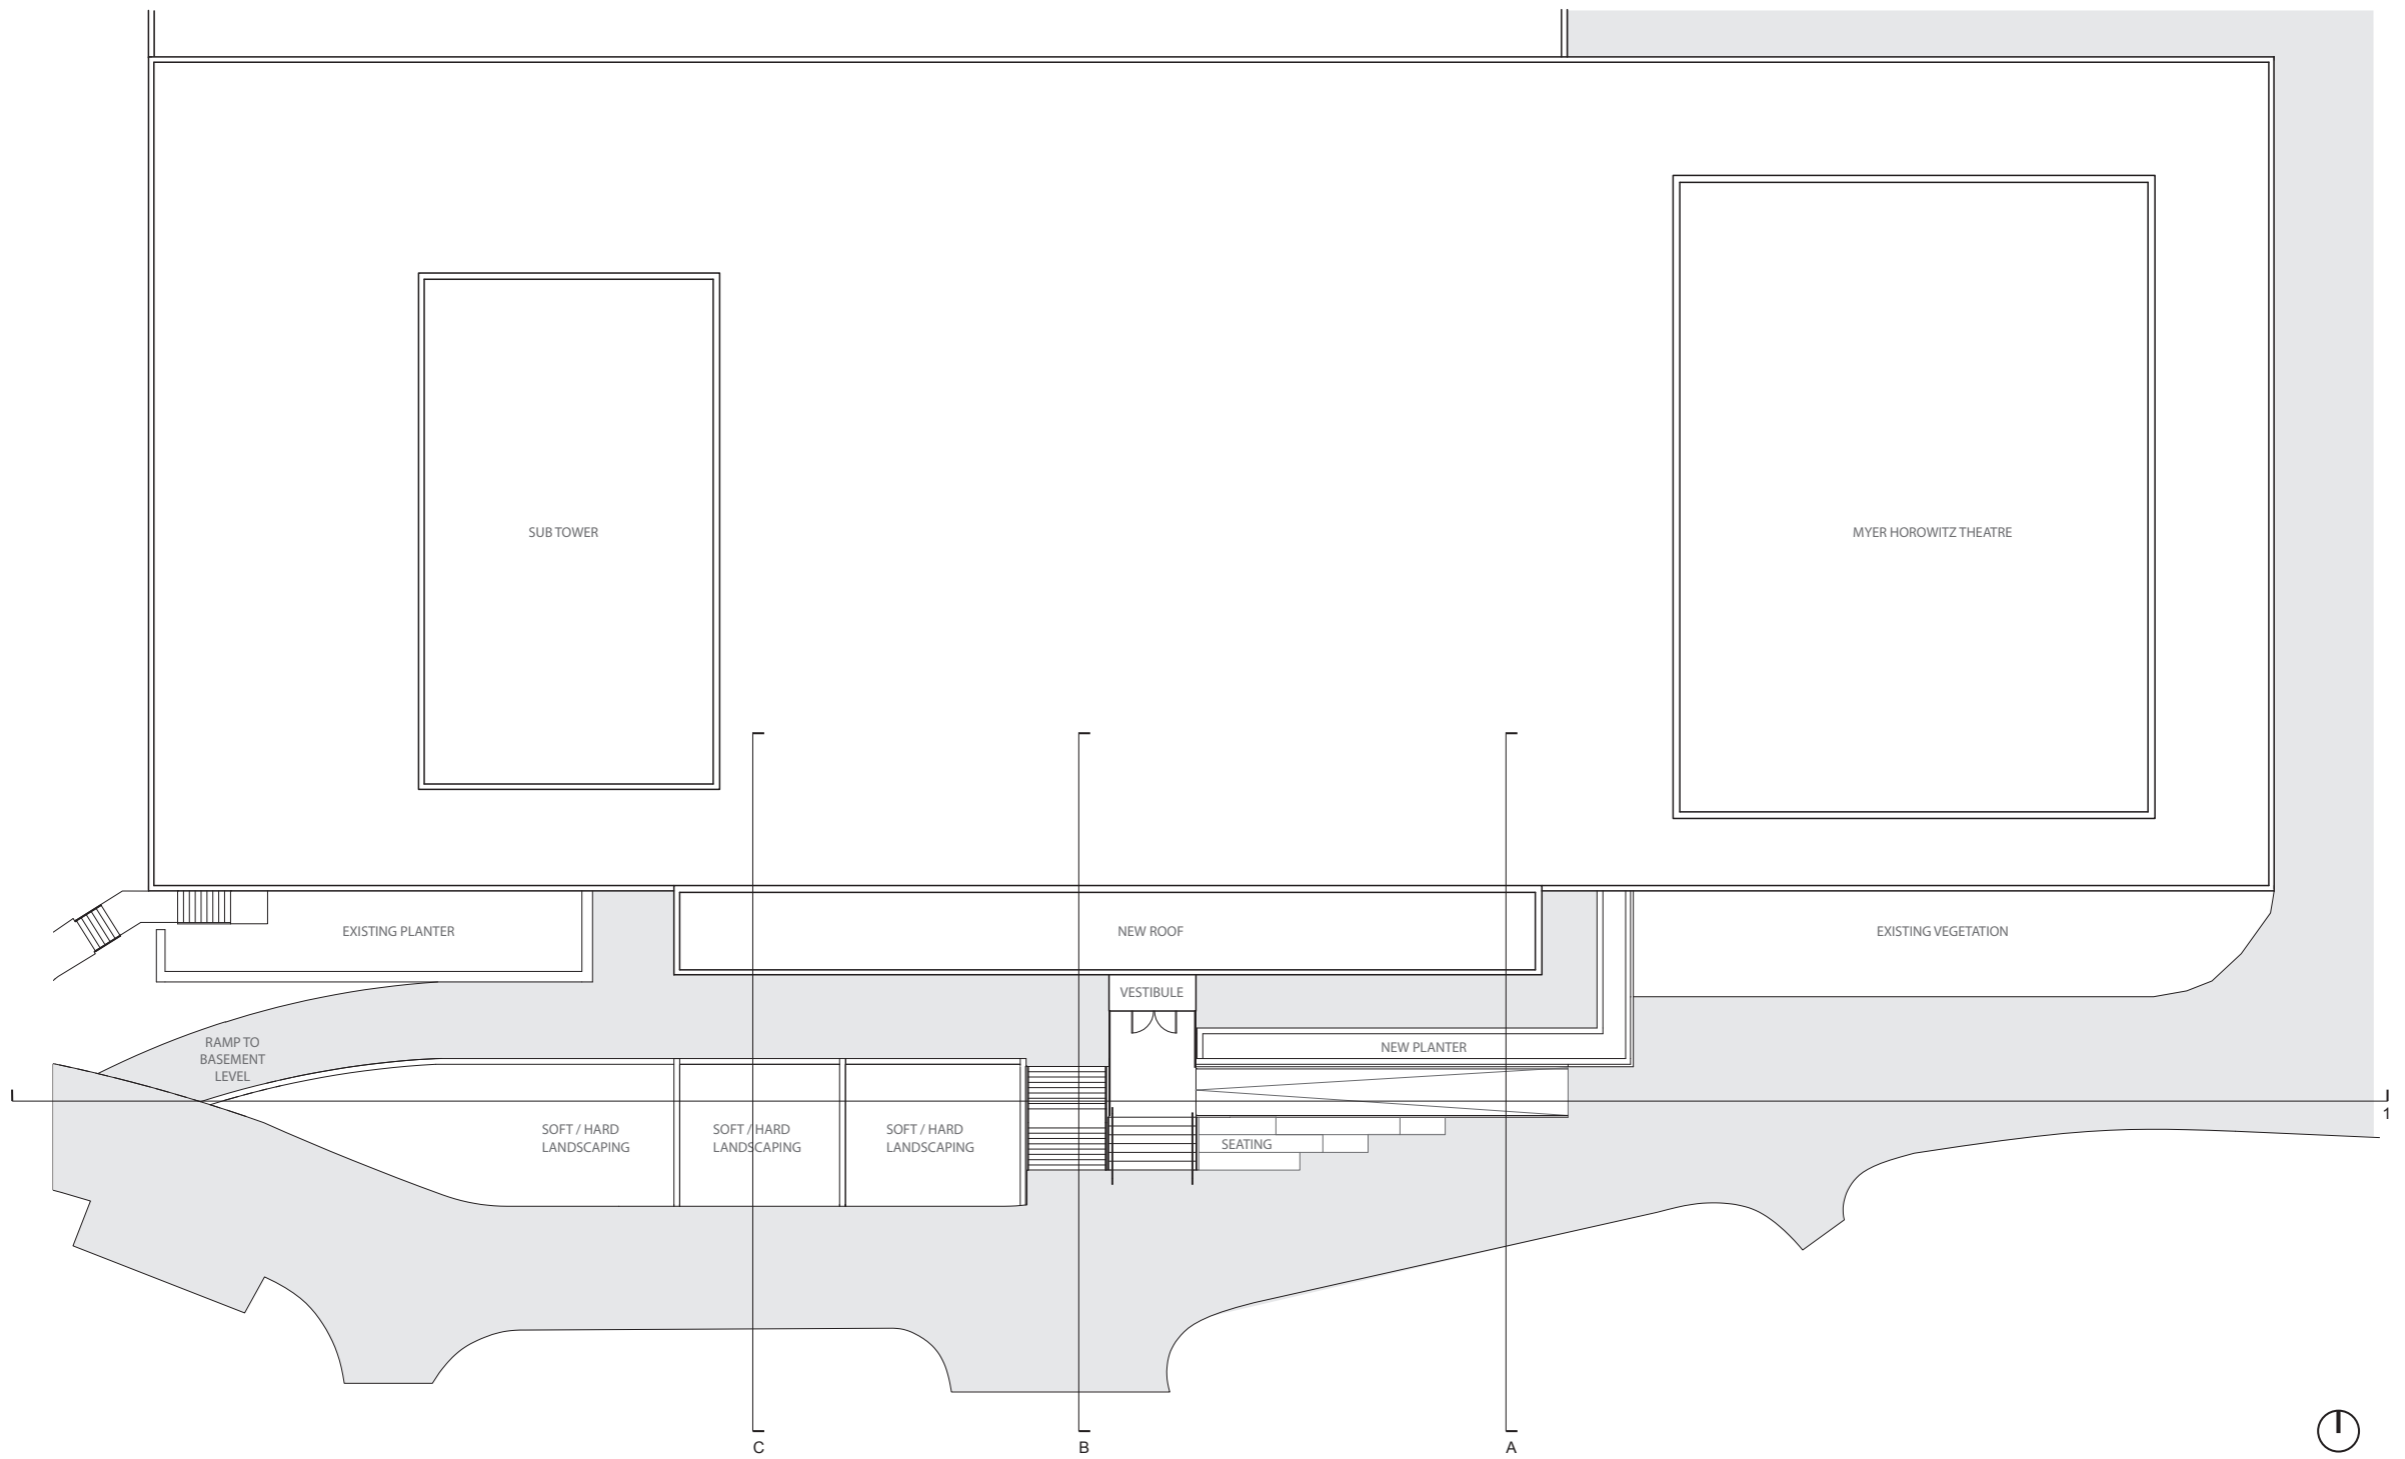 SUB TOWER
MYER HOROWITZ THEATRE
EXISTING PLANTER
NEW ROOF
EXISTING VEGETATION
VESTIBULE
RAMP TO
BASEMENT
LEVEL
NEW PLANTER
1
SOFT / HARD
LANDSCAPING
SOFT / HARD
LANDSCAPING
SOFT / HARD
LANDSCAPING
SEATING
C
B
A